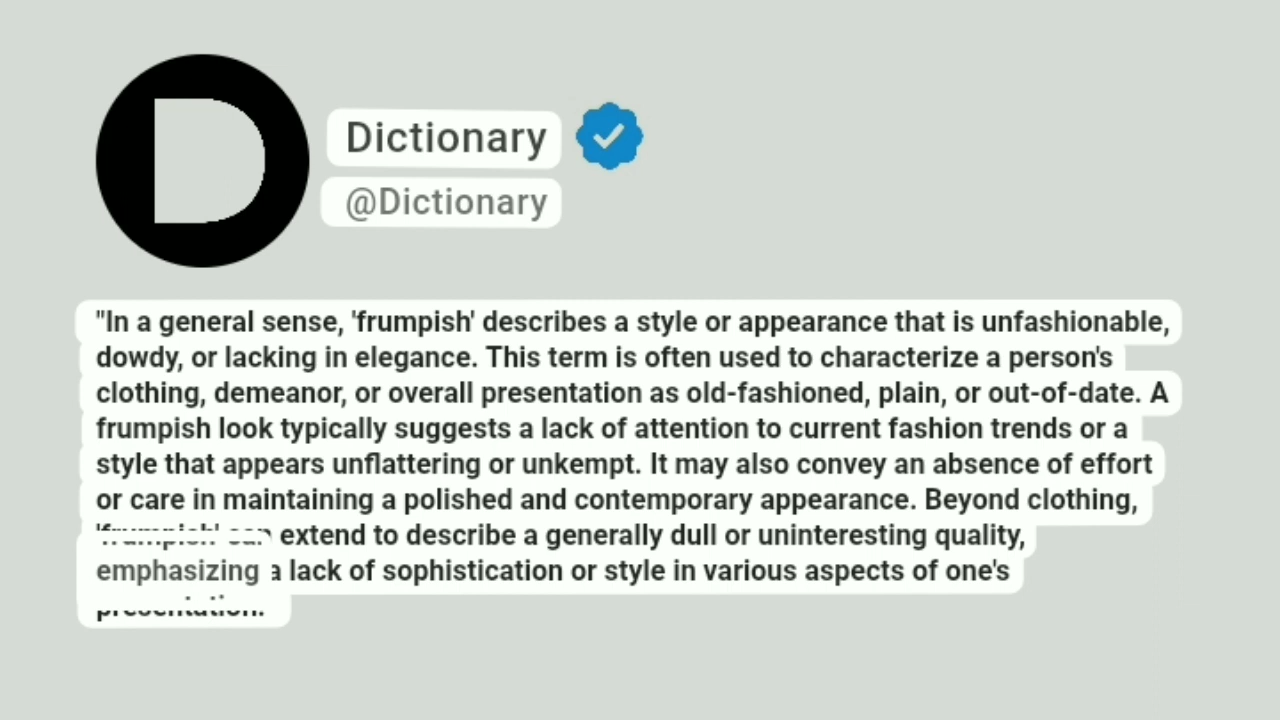 D
Dictionary
@Dictionary
"In a general sense, 'frumpish' describes a style or appearance that is unfashionable,
dowdy, or lacking in elegance. This term is often used to characterize a person's
clothing, demeanor, or overall presentation as old-fashioned, plain, or out-of-date. A
frumpish look typically suggests a lack of attention to current fashion trends or a
style that appears unflattering or unkempt. It may also convey an absence of effort
or care in maintaining a polished and contemporary appearance. Beyond clothing,
'frumpish' can extend to describe a generally dull or uninteresting quality,
emphasizing a lack of sophistication or style in various aspects of one's
presentation.